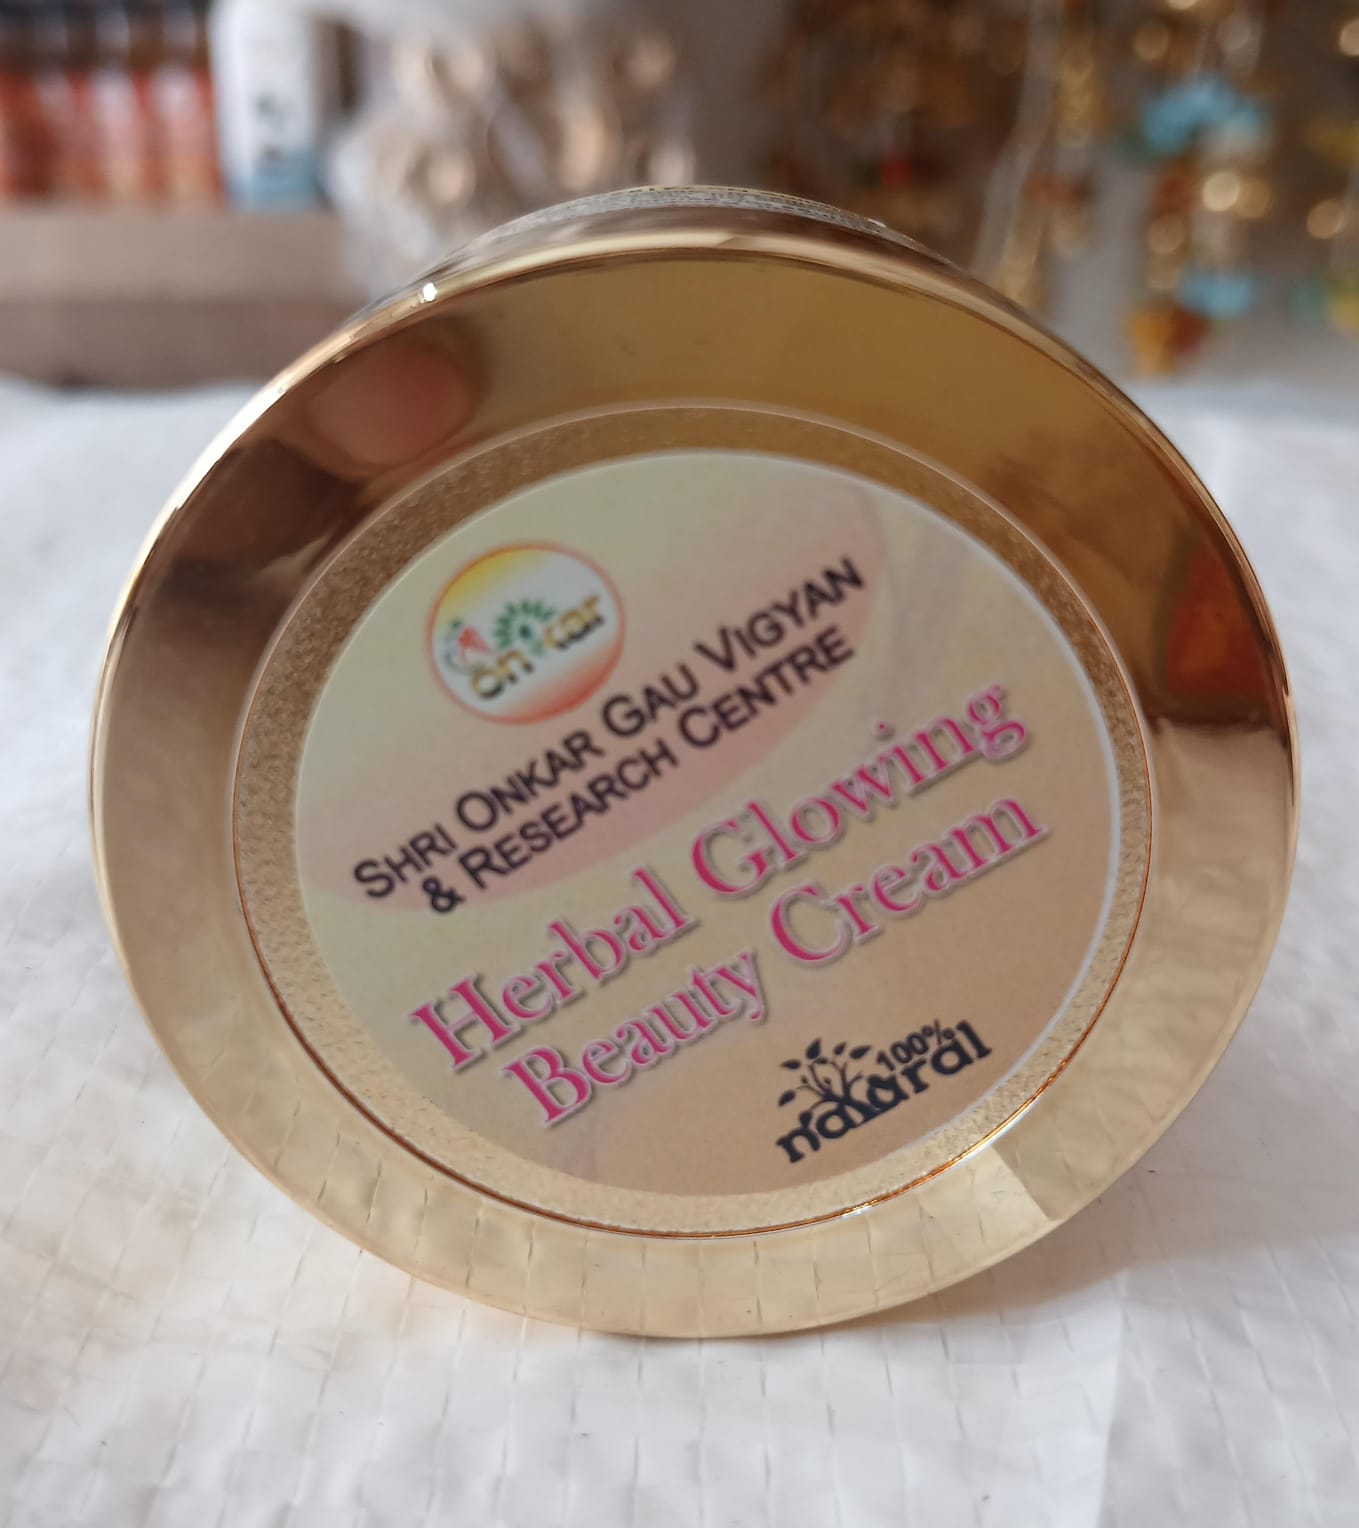 onkar
SHRI ONKAR GAU VIGYAN
& RESEARCH CENTRE
Herbal Glowing
Beauty Cream
100%
natural